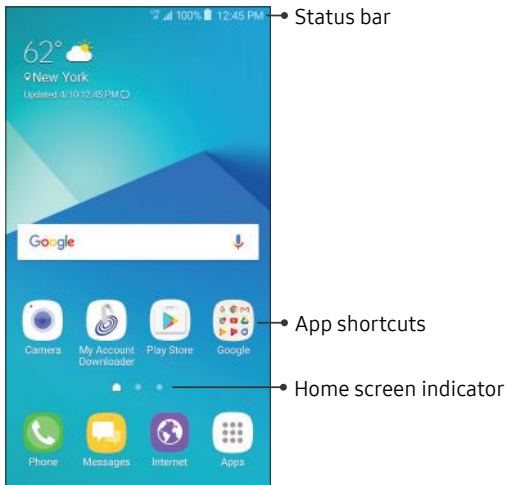 100% 12:45 PM
Status bar
62°
New York
Updated 4/10 12:45 PM
Google
App shortcuts
Camera My Account Downloader Play Store Google
Home screen indicator
Phone Messages Internet Apps